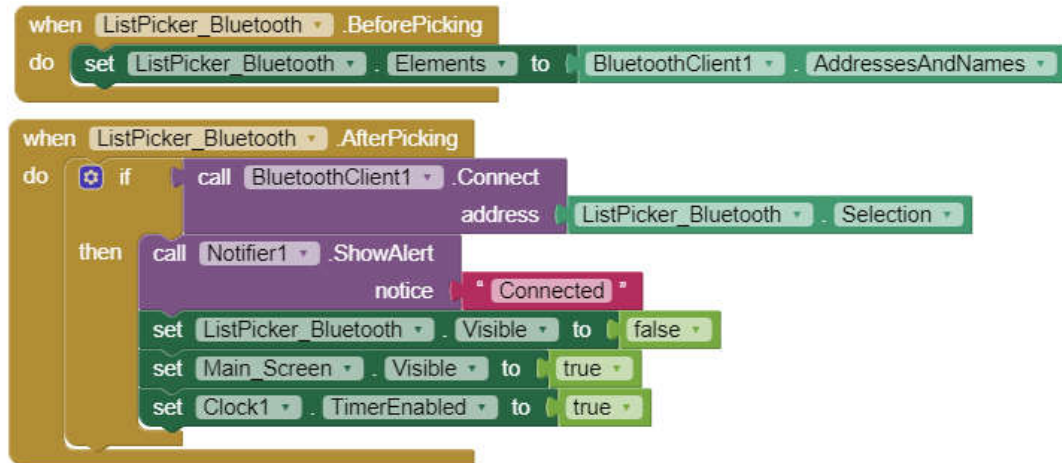 when ListPicker_Bluetooth .BeforePicking
do set ListPicker_Bluetooth . Elements to BluetoothClient1 . AddressesAndNames
when ListPicker_Bluetooth .AfterPicking
do if call BluetoothClient1 .Connect
address ListPicker_Bluetooth . Selection
then call Notifier1 .ShowAlert
notice " Connected "
set ListPicker_Bluetooth . Visible to false
set Main_Screen . Visible to true
set Clock1 . TimerEnabled to true